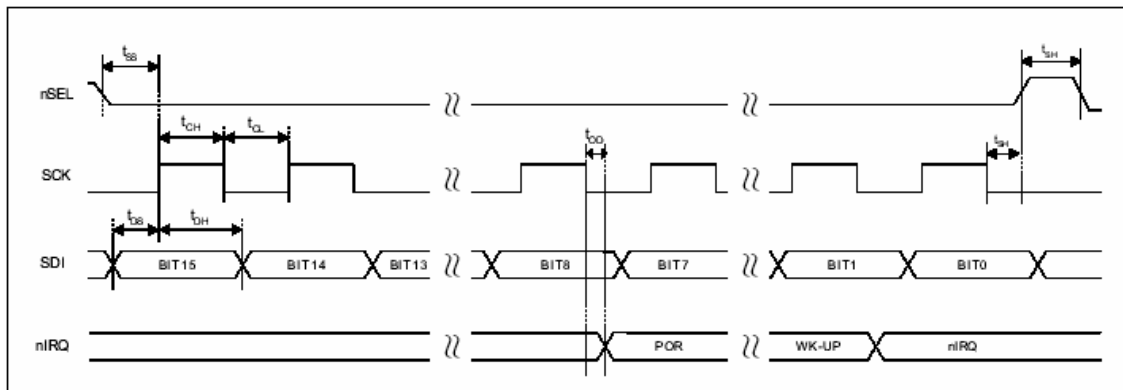 tSS
tSH
nSEL
tCH
tCL
tOD
tSH
SCK
tDS
tDH
SDI
BIT15
BIT14
BIT13
BIT8
BIT7
BIT1
BIT0
nIRQ
POR
WK-UP
nIRQ